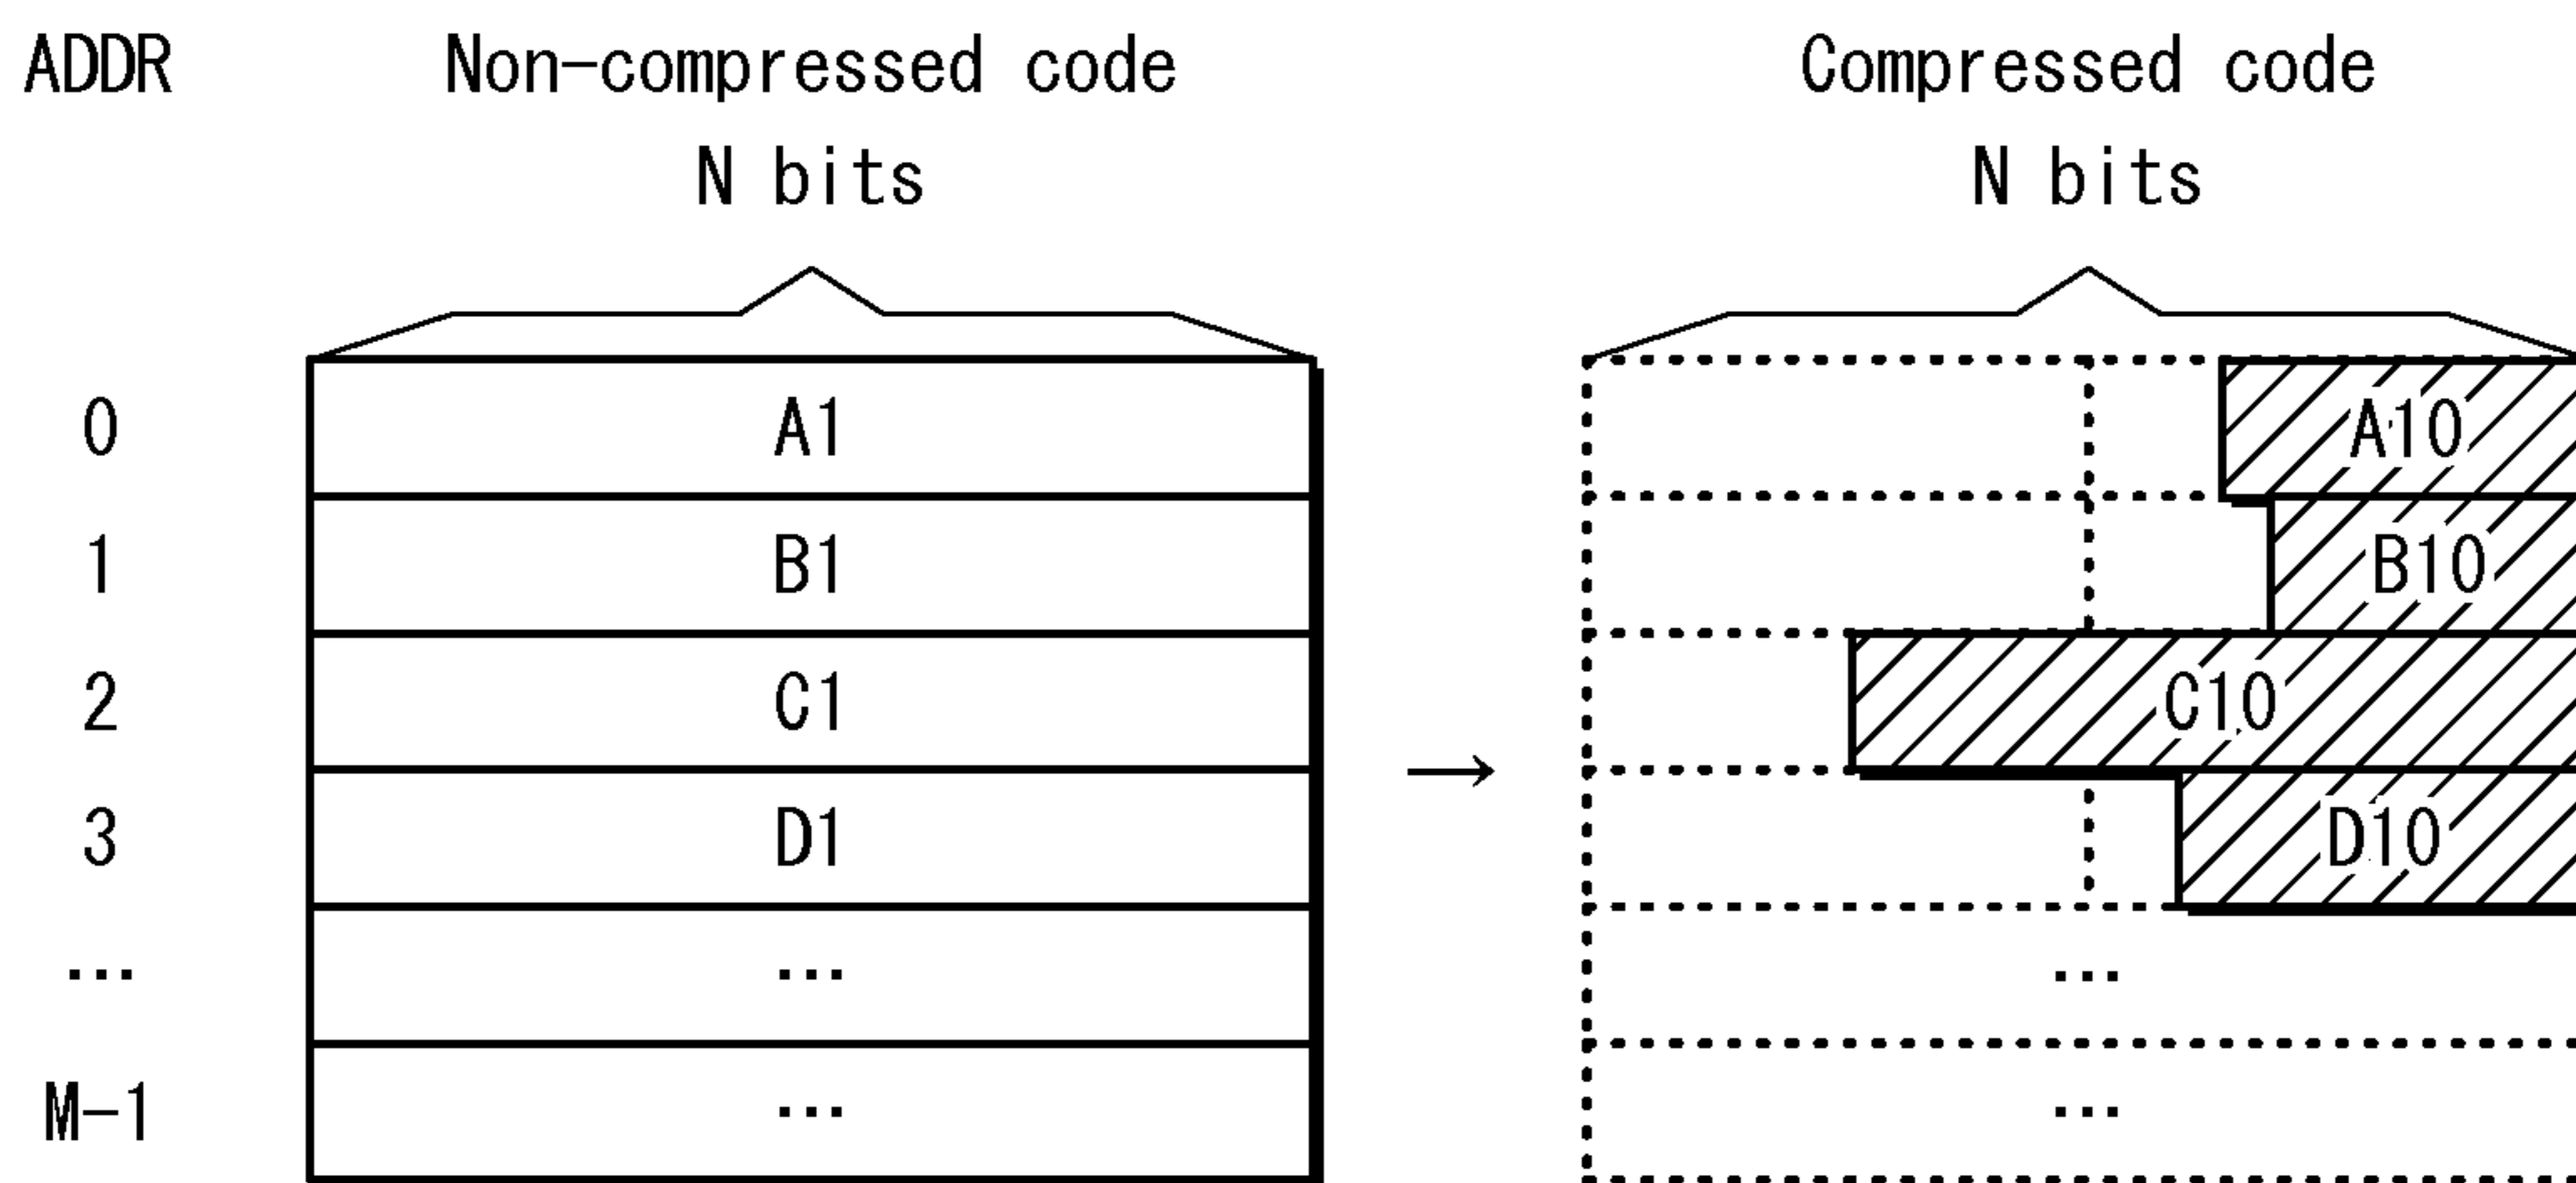 ADDR Non-compressed code Compressed code
N bits N bits
0 A1 A10
1 B1 B10
2 C1 C10
→
3 D1 D10
... ... ...
M-1 ... ...